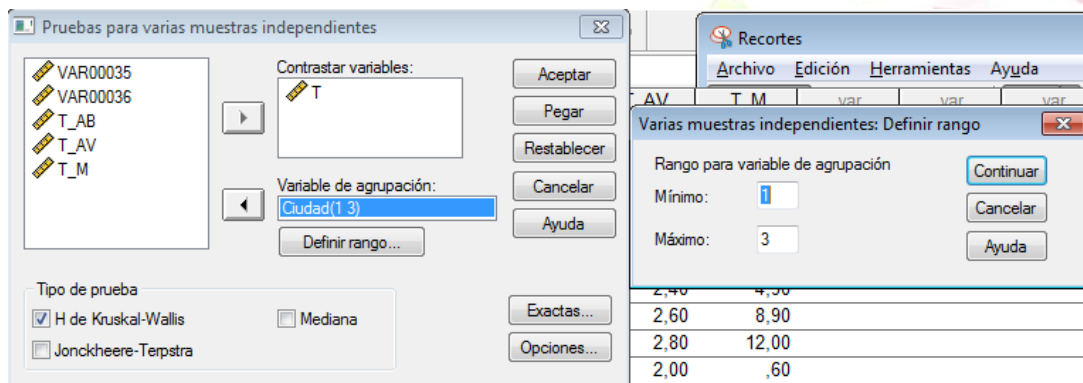 Pruebas para varias muestras independientes
VAR00035
VAR00036
T_AB
T_AV
T_M
Contrastar variables:
T
Variable de agrupación:
Ciudad(1 3)
Definir rango...
Aceptar
Pegar
Restablecer
Cancelar
Ayuda
Tipo de prueba
H de Kruskal-Wallis
Mediana
Jonckheere-Terpstra
Exactas...
Opciones...
Recortes
Archivo Edición Herramientas Ayuda
T_AV T_M var var var
Varias muestras independientes: Definir rango
Rango para variable de agrupación
Mínimo: 1
Máximo: 3
Continuar
Cancelar
Ayuda
2,60 8,90
2,80 12,00
2,00 ,60